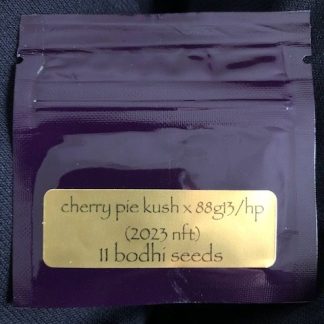 cherry pie kush x 88g13/hp
(2023 nft)
11 bodhi seeds